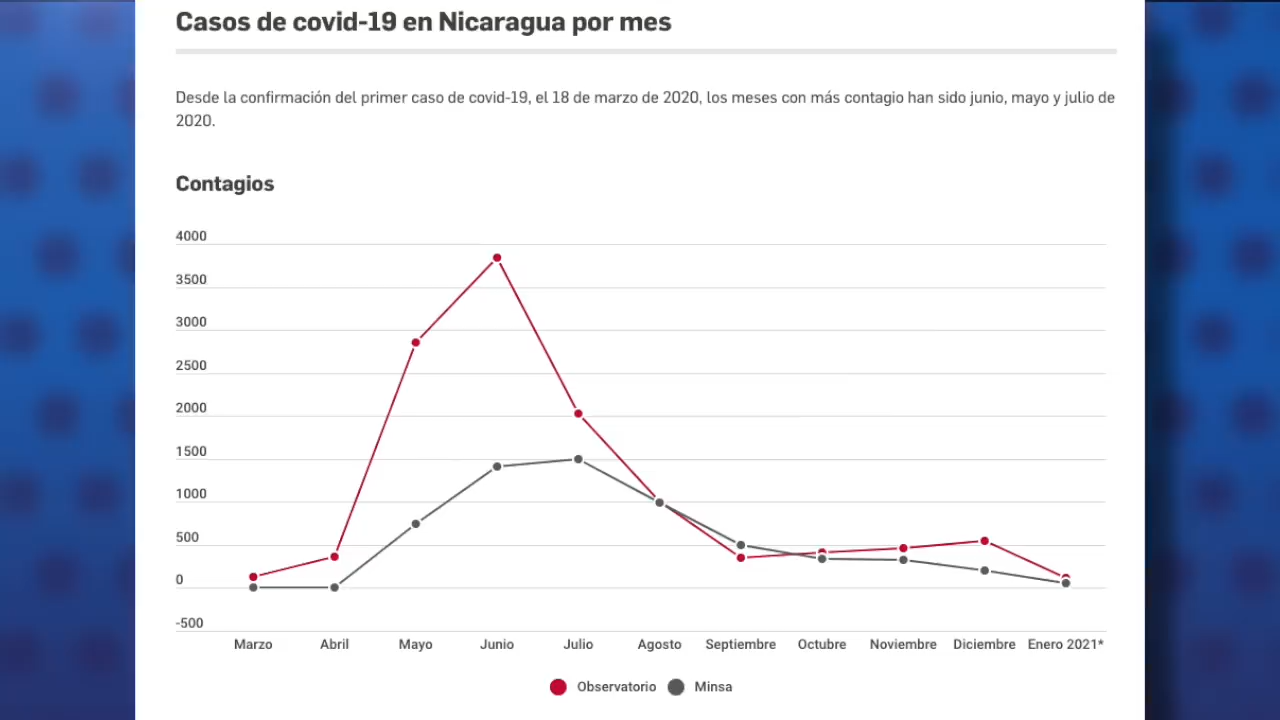 Casos de covid-19 en Nicaragua por mes
Desde la confirmación del primer caso de covid-19, el 18 de marzo de 2020, los meses con más contagio han sido junio, mayo y julio de
2020.
Contagios
4000
3500
3000
2500
2000
1500
1000
500
0
-500
Marzo Abril Mayo Junio Julio Agosto Septiembre Octubre Noviembre Diciembre Enero 2021*
Observatorio Minsa